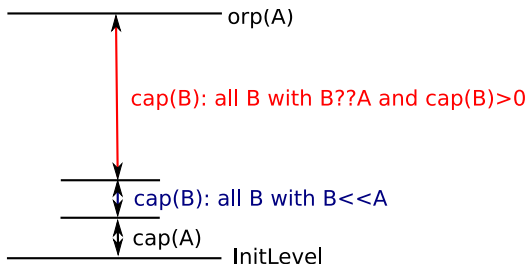 orp(A)
cap(B): all B with B??A and cap(B)>0
cap(B): all B with B<<A
cap(A)
InitLevel